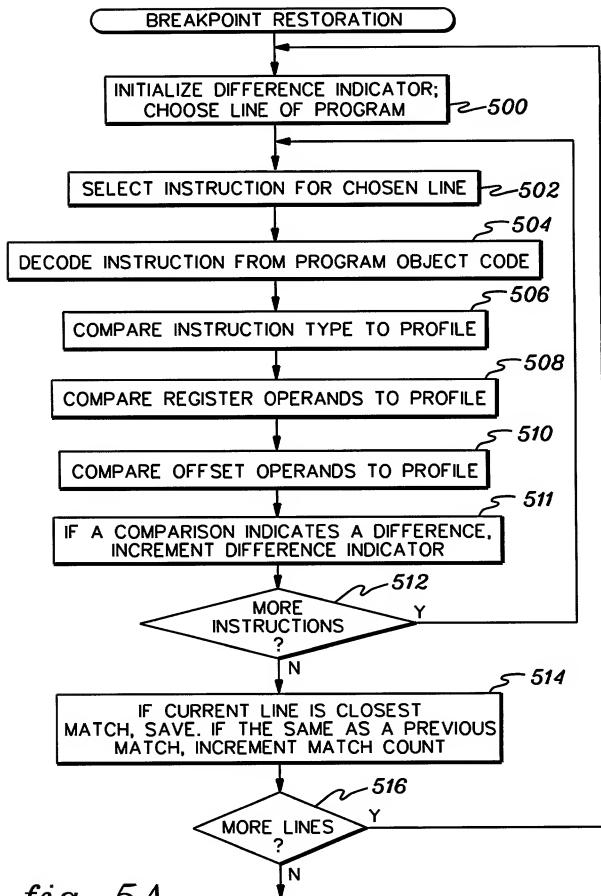 BREAKPOINT RESTORATION
INITIALIZE DIFFERENCE INDICATOR;
CHOOSE LINE OF PROGRAM
500
SELECT INSTRUCTION FOR CHOSEN LINE
502
504
DECODE INSTRUCTION FROM PROGRAM OBJECT CODE
506
COMPARE INSTRUCTION TYPE TO PROFILE
508
COMPARE REGISTER OPERANDS TO PROFILE
510
COMPARE OFFSET OPERANDS TO PROFILE
511
IF A COMPARISON INDICATES A DIFFERENCE,
INCREMENT DIFFERENCE INDICATOR
512
MORE
INSTRUCTIONS
?
Y
N
514
IF CURRENT LINE IS CLOSEST
MATCH, SAVE. IF THE SAME AS A PREVIOUS
MATCH, INCREMENT MATCH COUNT
516
MORE LINES
?
Y
N
fig. 5A